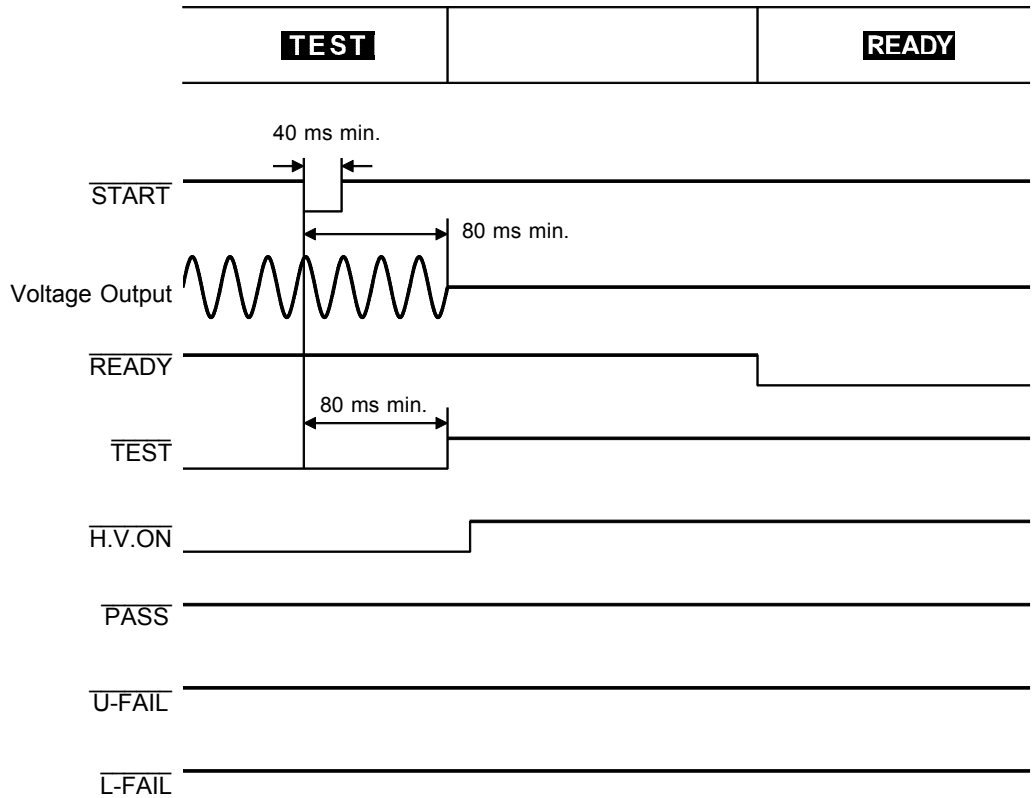 TEST READY
40 ms min.
START
80 ms min.
Voltage Output
READY
80 ms min.
TEST
H.V.ON
PASS
U-FAIL
L-FAIL